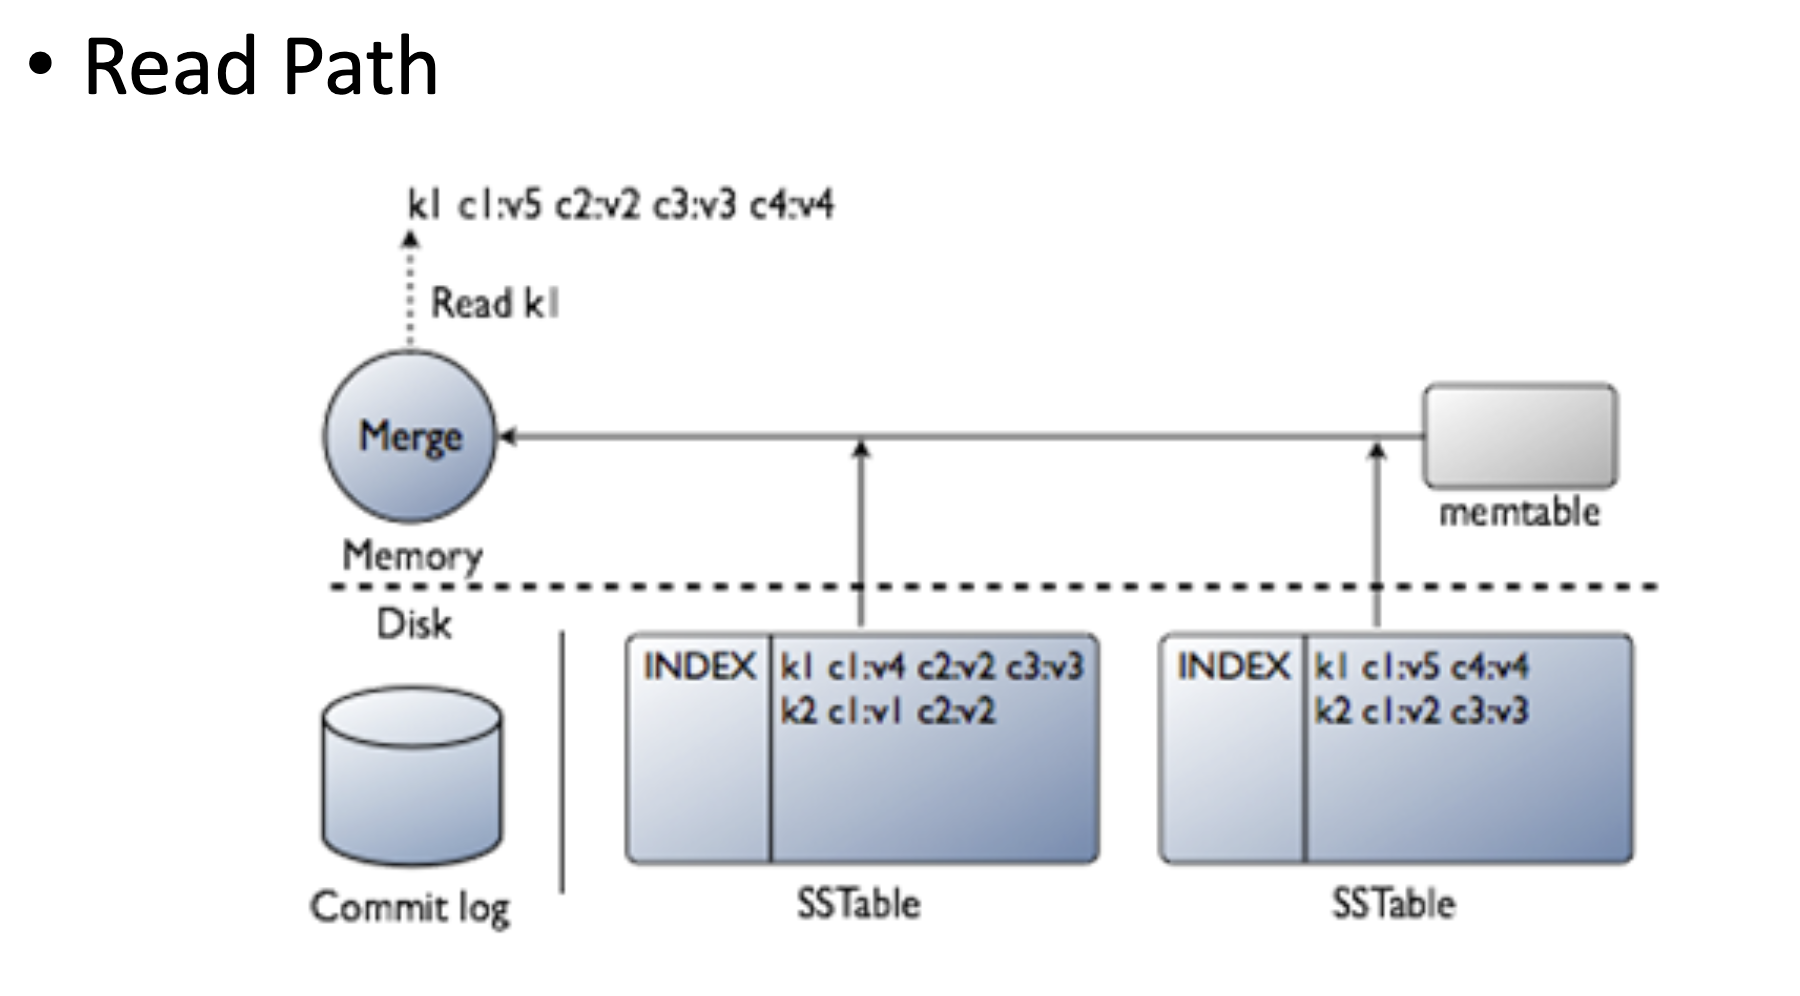 • Read Path
k1 c1:v5 c2:v2 c3:v3 c4:v4
Read k1
Merge
memtable
Memory
Disk
INDEX
k1 c1:v4 c2:v2 c3:v3
k2 c1:v1 c2:v2
INDEX
k1 c1:v5 c4:v4
k2 c1:v2 c3:v3
Commit log
SSTable
SSTable